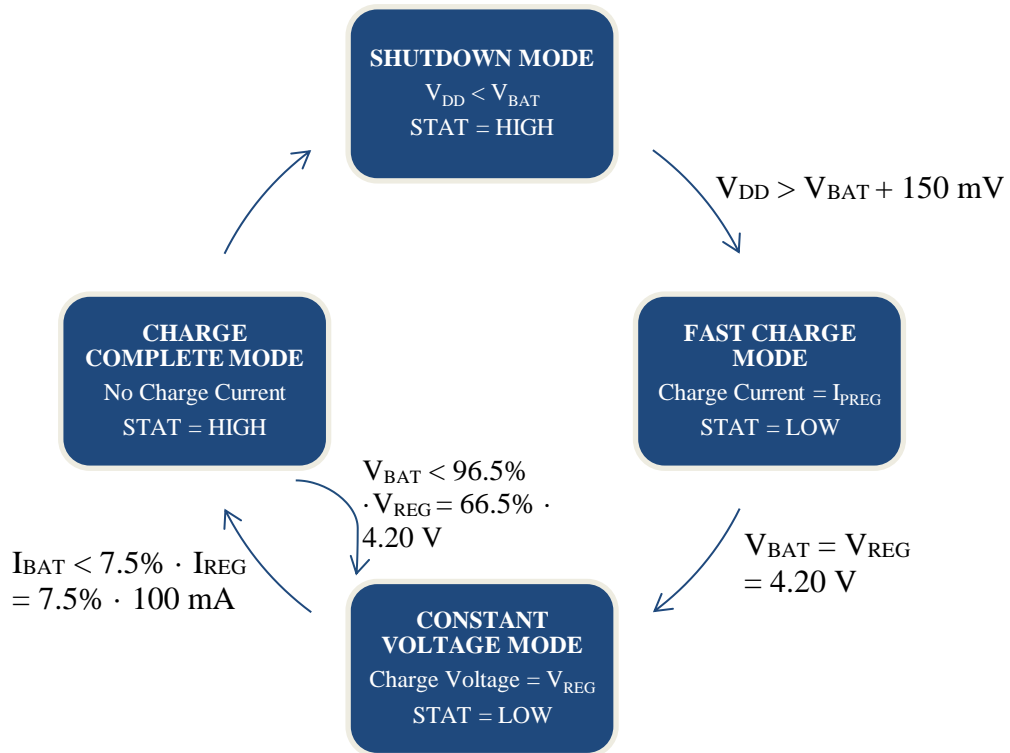 SHUTDOWN MODE
VDD < VBAT
STAT = HIGH
VDD > VBAT + 150 mV
CHARGE
COMPLETE MODE
No Charge Current
STAT = HIGH
FAST CHARGE
MODE
Charge Current = IPREG
STAT = LOW
VBAT < 96.5%
· VREG = 66.5% ·
4.20 V
IBAT < 7.5% · IREG
= 7.5% · 100 mA
VBAT = VREG
= 4.20 V
CONSTANT
VOLTAGE MODE
Charge Voltage = VREG
STAT = LOW